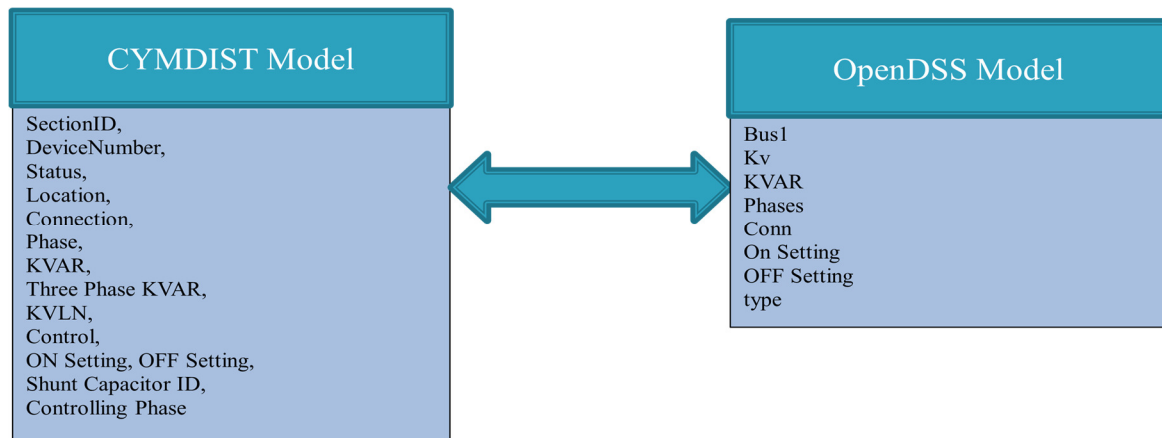 CYMDIST Model
SectionID,
DeviceNumber,
Status,
Location,
Connection,
Phase,
KVAR,
Three Phase KVAR,
KVLN,
Control,
ON Setting, OFF Setting,
Shunt Capacitor ID,
Controlling Phase
OpenDSS Model
Bus1
Kv
KVAR
Phases
Conn
On Setting
OFF Setting
type